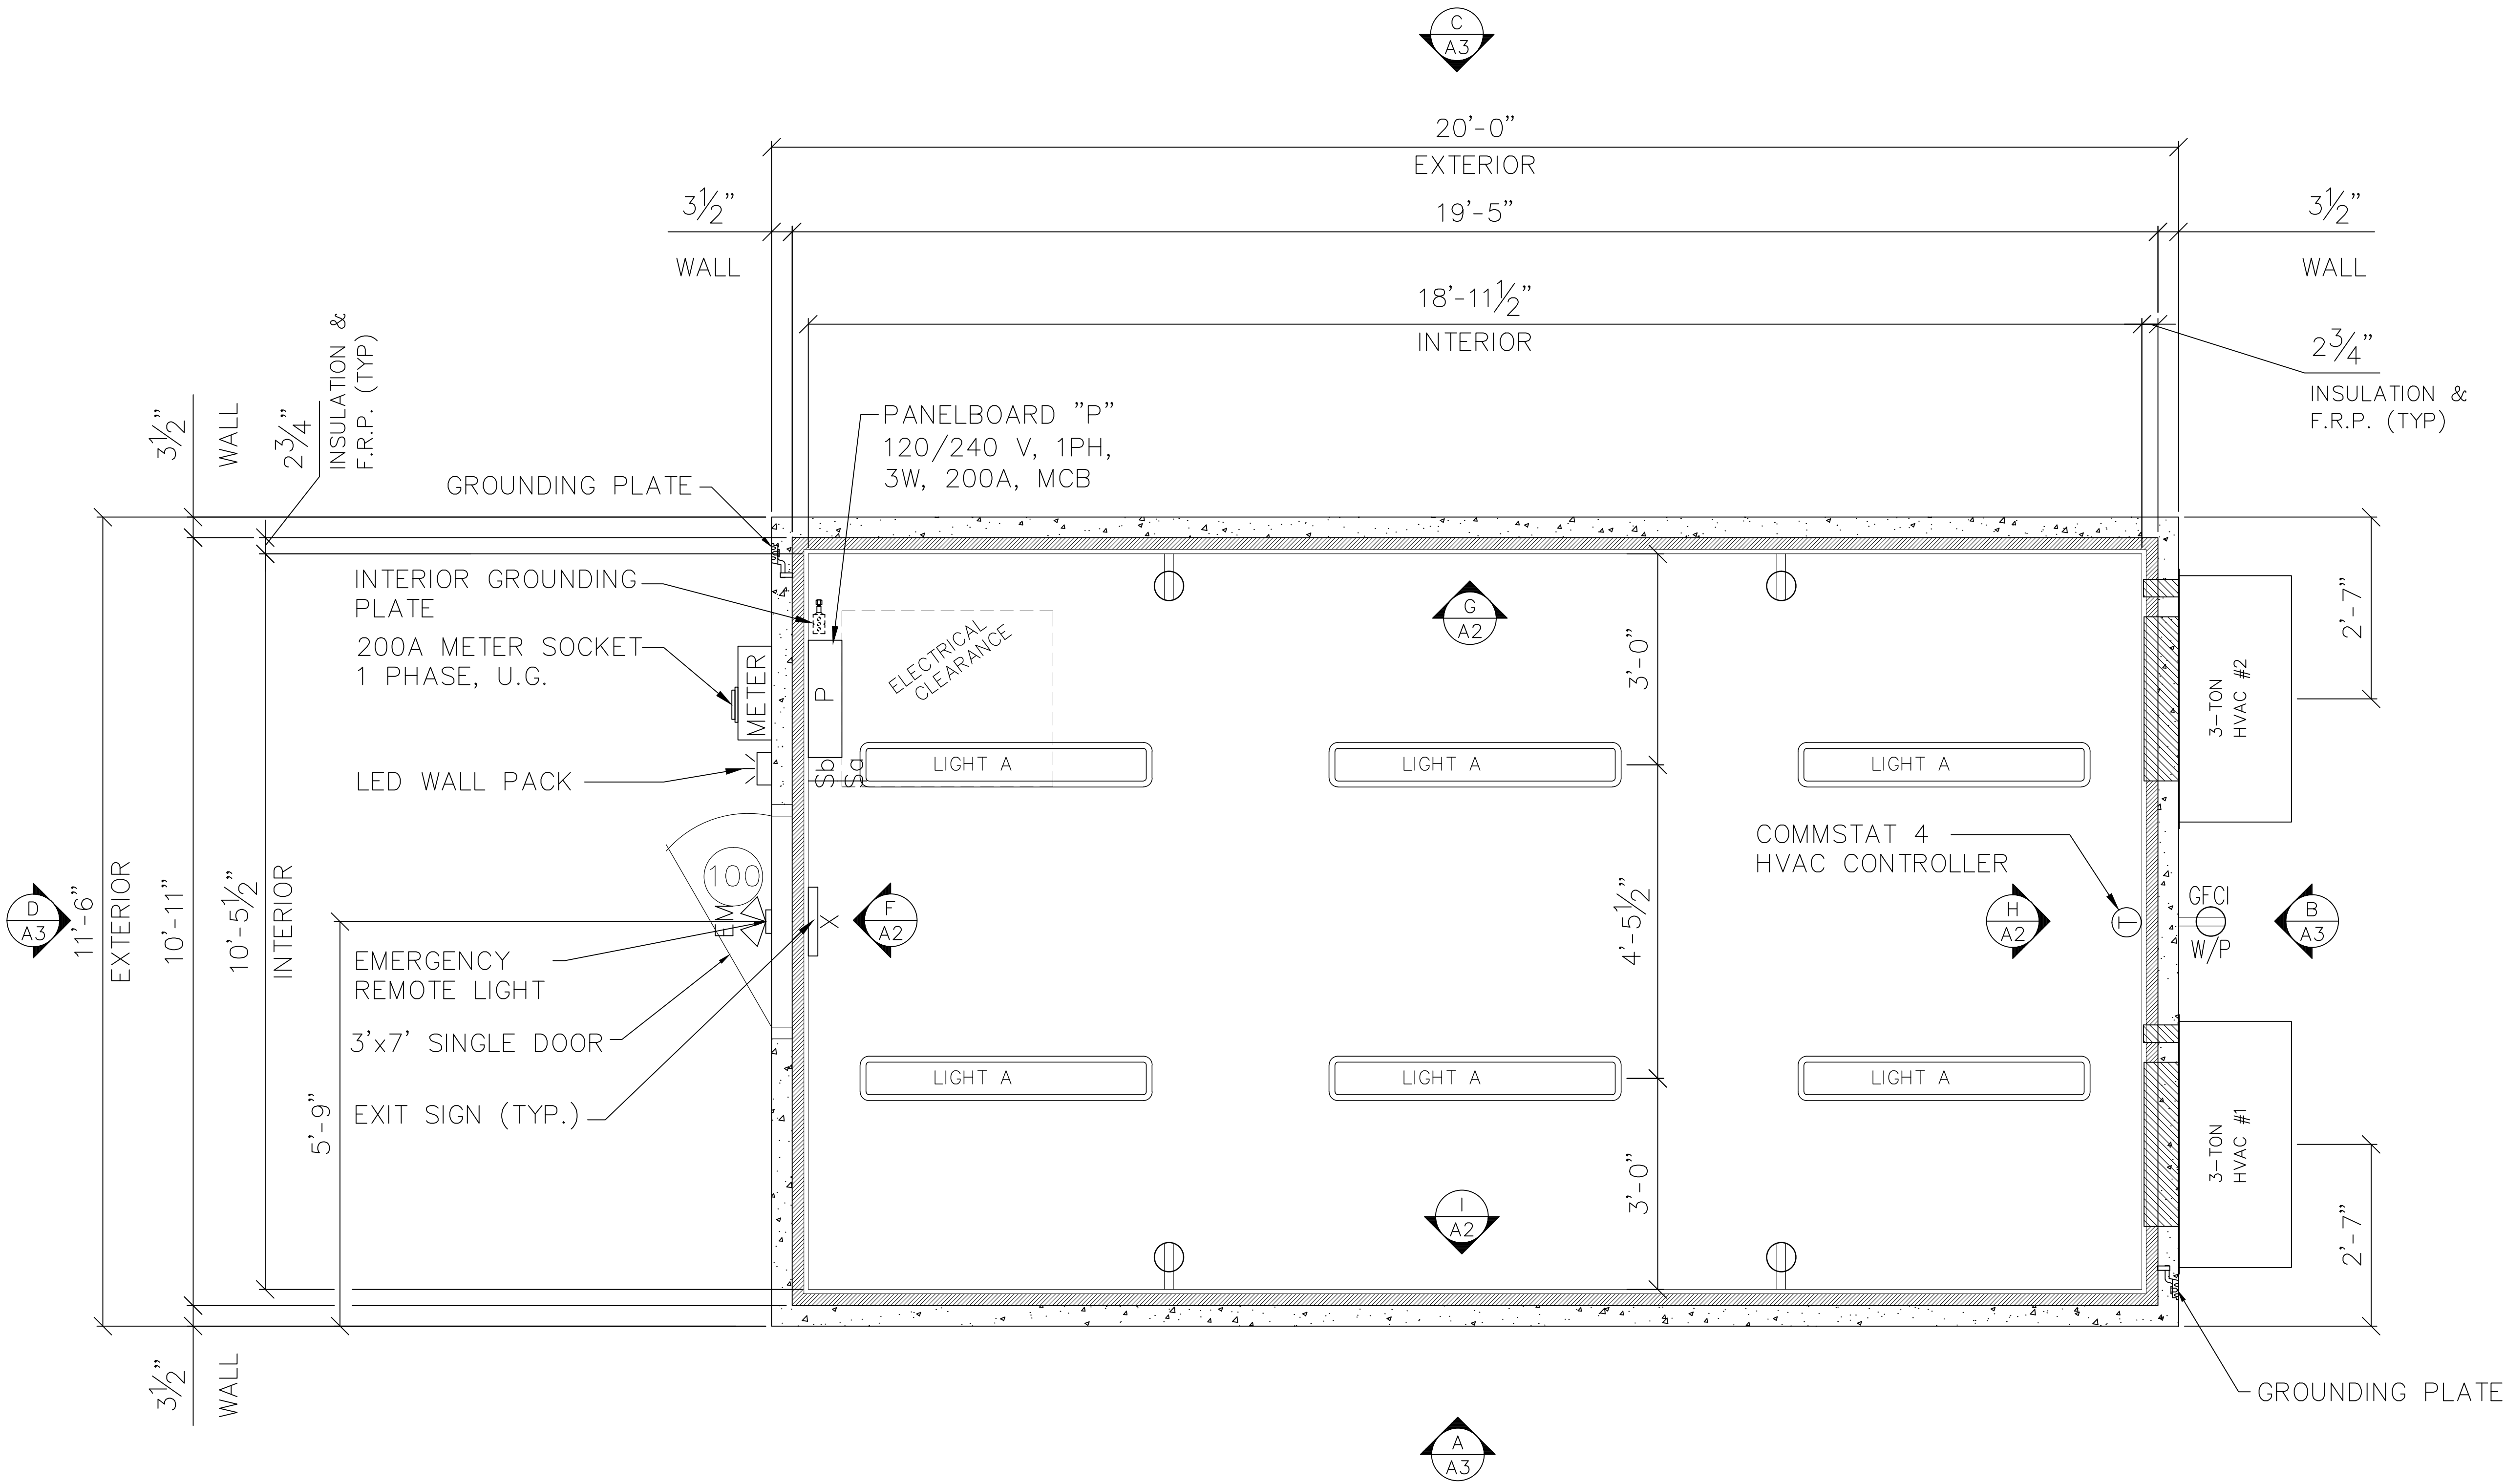 C
A3
20'-0"
EXTERIOR
3½"
19'-5"
3½"
WALL
WALL
18'-11½"
INTERIOR
2¾"
INSULATION &
F.R.P. (TYP)
3½"
WALL
2¾"
INSULATION &
F.R.P. (TYP)
PANELBOARD "P"
120/240 V, 1PH,
3W, 200A, MCB
GROUNDING PLATE
INTERIOR GROUNDING
PLATE
200A METER SOCKET
1 PHASE, U.G.
METER
P
ELECTRICAL
CLEARANCE
G
A2
3'-0"
3-TON
HVAC #2
2'-7"
LED WALL PACK
Sb
Sa
LIGHT A
LIGHT A
LIGHT A
COMMSTAT 4
HVAC CONTROLLER
100
EM
X
D
A3
11'-6"
EXTERIOR
10'-11"
10'-5½"
INTERIOR
F
A2
4'-5½"
H
A2
T
GFCI
W/P
B
A3
EMERGENCY
REMOTE LIGHT
3'x7' SINGLE DOOR
EXIT SIGN (TYP.)
5'-9"
LIGHT A
LIGHT A
LIGHT A
3'-0"
3-TON
HVAC #1
2'-7"
I
A2
3½"
WALL
GROUNDING PLATE
A
A3